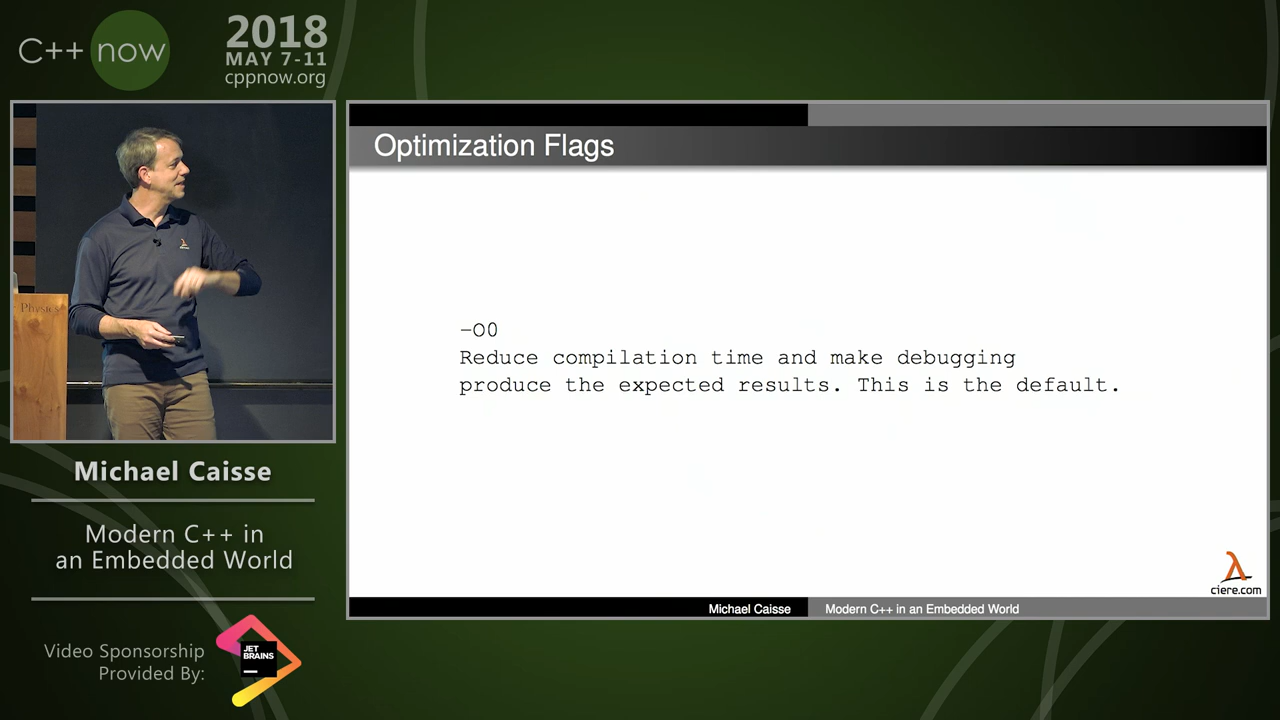 C++ now
2018
MAY 7-11
cppnow.org
Optimization Flags
Physics
-O0
Reduce compilation time and make debugging
produce the expected results. This is the default.
Michael Caisse
Modern C++ in
an Embedded World
Video Sponsorship
Provided By:
JET
BRAINS
ciere.com
Michael Caisse
Modern C++ in an Embedded World